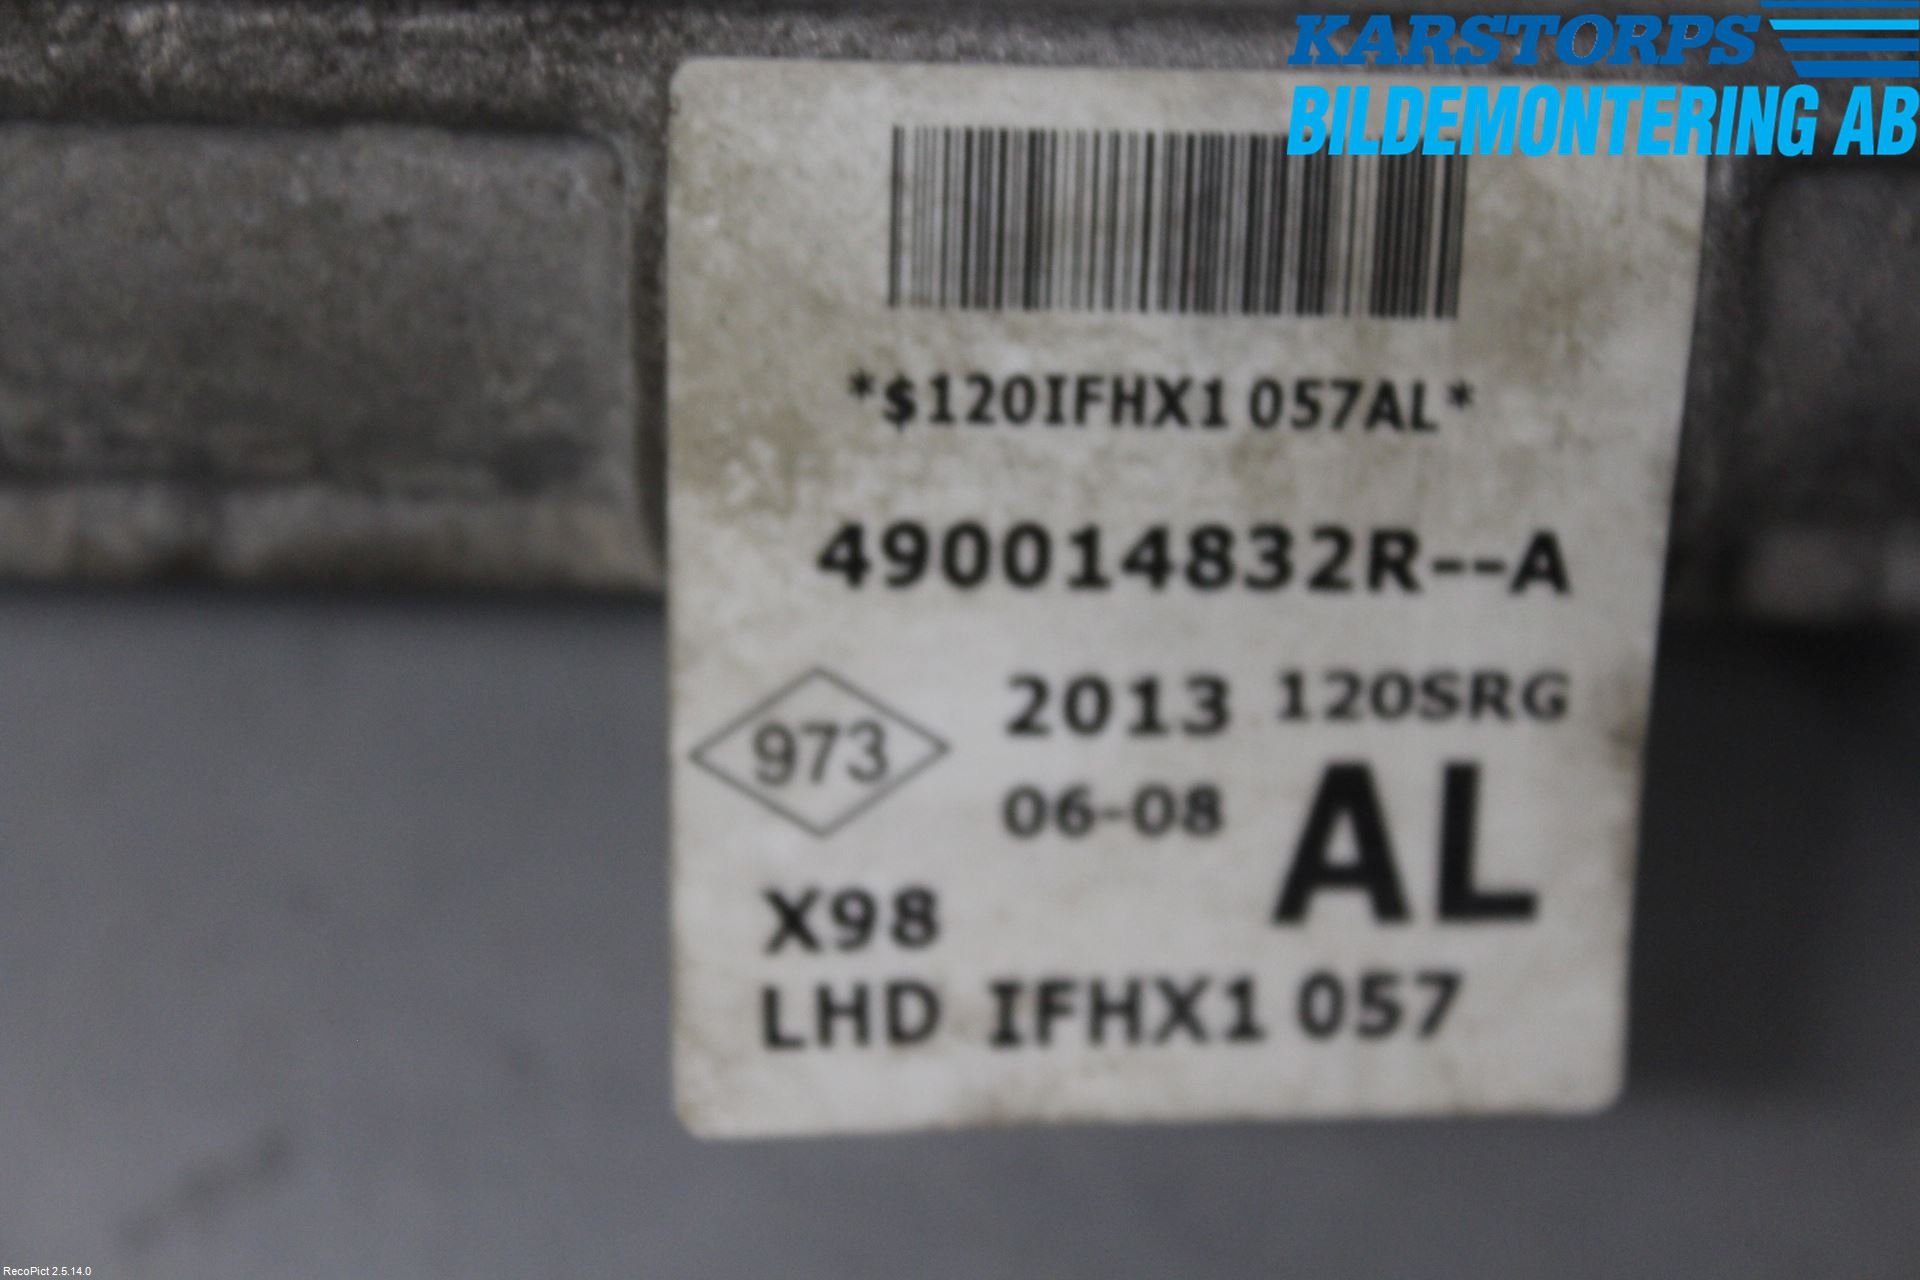 KARSTORPS
BILDEMONTERING AB
*$120IFHX1 057AL*
490014832R--A
973
2013 120SRG
06-08
AL
X98
LHD IFHX1 057
RecoPict 2.5.14.0